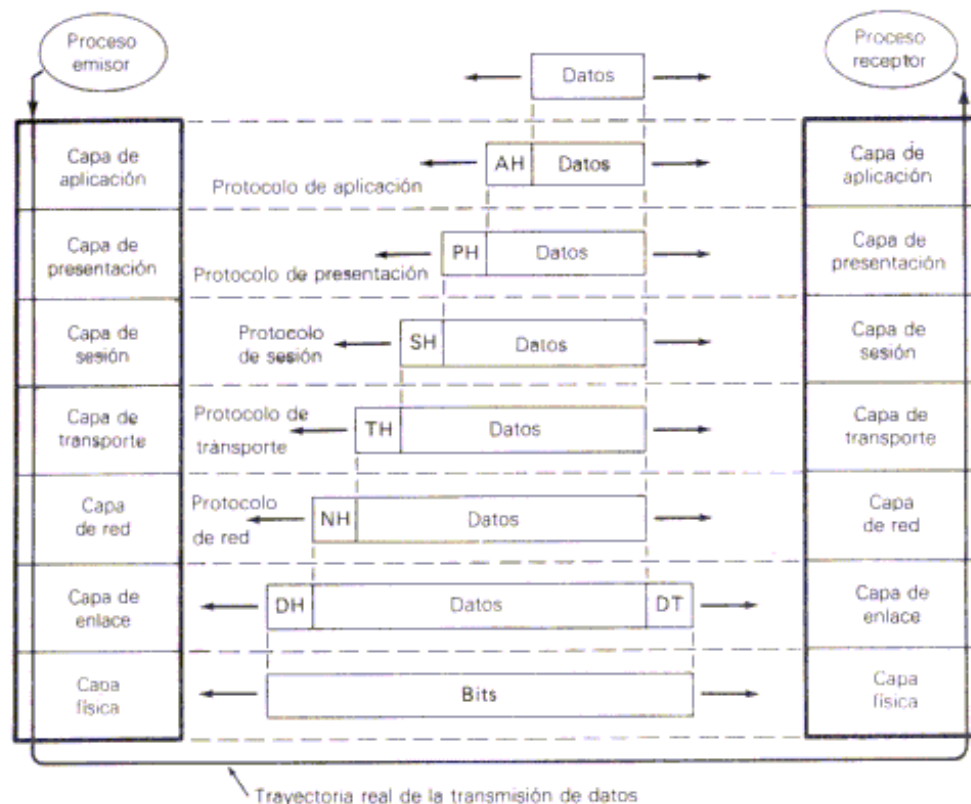 Proceso
emisor
Proceso
receptor
Datos
Capa de
aplicación
AH
Datos
Protocolo de aplicación
Capa de
aplicación
Capa de
presentación
PH
Datos
Protocolo de presentación
Capa de
presentación
Capa de
sesión
Protocolo
de sesión
SH
Datos
Capa de
sesión
Capa de
transporte
Protocolo de
tránsporte
TH
Datos
Capa de
transporte
Capa
de red
Protocolo
de red
NH
Datos
Capa
de red
Capa de
enlace
DH
Datos
DT
Capa de
enlace
Capa
física
Bits
Capa
física
Trayectoria real de la transmisión de datos